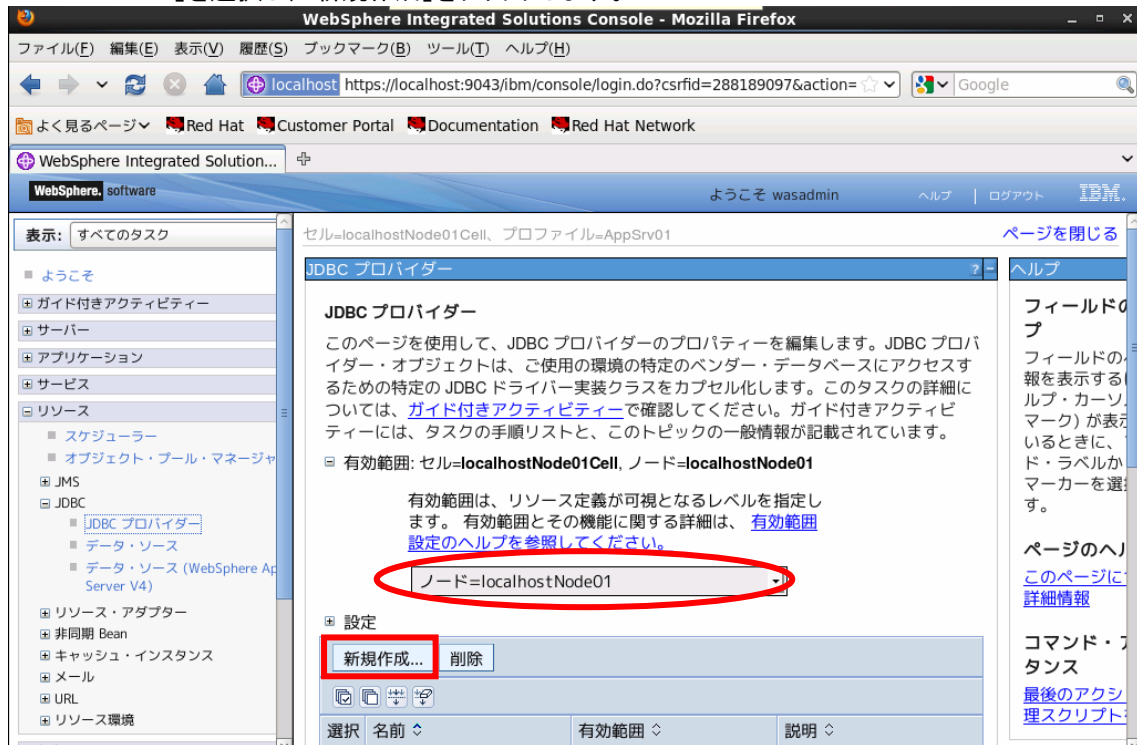 WebSphere Integrated Solutions Console - Mozilla Firefox
ファイル(F) 編集(E) 表示(V) 履歴(S) ブックマーク(B) ツール(T) ヘルプ(H)
localhost https://localhost:9043/ibm/console/login.do?csrfid=288189097&action=
Google
よく見るページ Red Hat Customer Portal Documentation Red Hat Network
WebSphere Integrated Solution...
WebSphere. software
ようこそ wasadmin
ヘルプ | ログアウト
IBM.
表示: すべてのタスク
ようこそ
ガイド付きアクティビティー
サーバー
アプリケーション
サービス
リソース
スケジューラー
オブジェクト・プール・マネージャ
JMS
JDBC
JDBC プロバイダー
データ・ソース
データ・ソース (WebSphere Ap
Server V4)
リソース・アダプター
非同期 Bean
キャッシュ・インスタンス
メール
URL
リソース環境
セル=localhostNode01Cell、プロファイル=AppSrv01
ページを閉じる
JDBC プロバイダー
? -
JDBC プロバイダー
このページを使用して、JDBC プロバイダーのプロパティーを編集します。JDBC プロバ
イダー・オブジェクトは、ご使用の環境の特定のベンダー・データベースにアクセスす
るための特定の JDBC ドライバー実装クラスをカプセル化します。このタスクの詳細に
ついては、ガイド付きアクティビティーで確認してください。ガイド付きアクティビ
ティーには、タスクの手順リストと、このトピックの一般情報が記載されています。
有効範囲: セル=localhostNode01Cell, ノード=localhostNode01
有効範囲は、リソース定義が可視となるレベルを指定し
ます。 有効範囲とその機能に関する詳細は、 有効範囲
設定のヘルプを参照してください。
ノード=localhostNode01
設定
新規作成... 削除
選択 名前 有効範囲 説明
ヘルプ
フィールドの
プ
フィールドの
報を表示する
ルプ・カーソ
マーク) が表示
いるときに、
ド・ラベルか
マーカーを選
す。
ページのヘル
このページに
詳細情報
コマンド・ア
タンス
最後のアクシ
理スクリプト